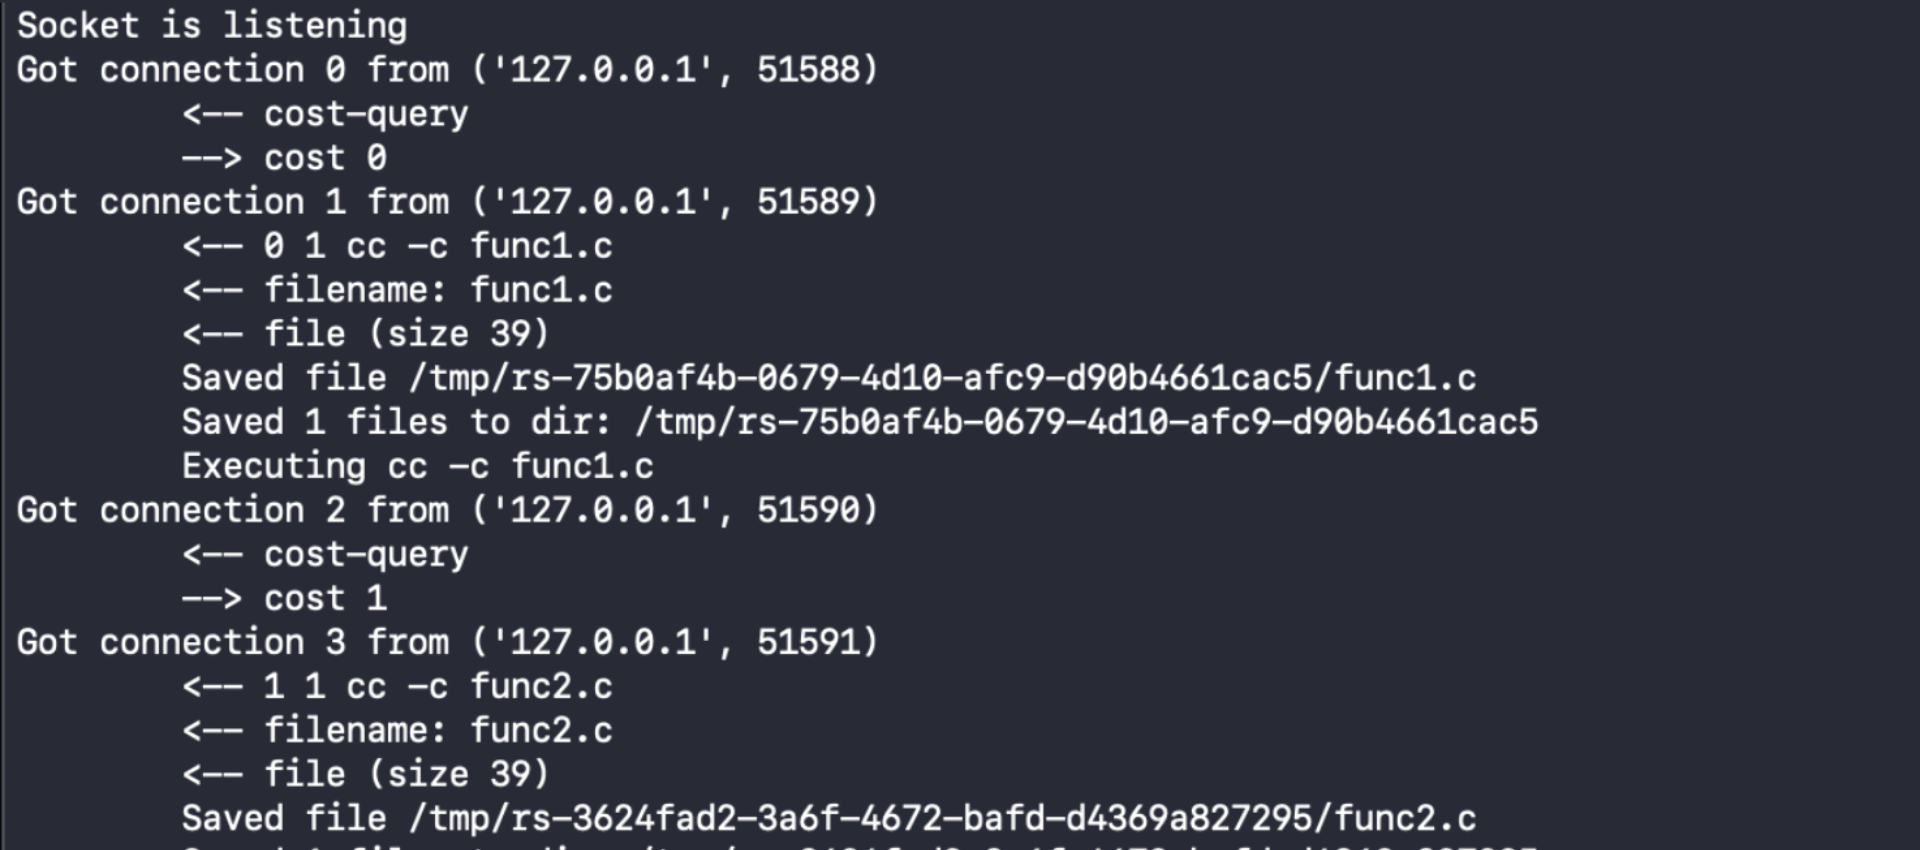 Socket is listening
Got connection 0 from ('127.0.0.1', 51588)
<-- cost-query
--> cost 0
Got connection 1 from ('127.0.0.1', 51589)
<-- 0 1 cc -c func1.c
<-- filename: func1.c
<-- file (size 39)
Saved file /tmp/rs-75b0af4b-0679-4d10-afc9-d90b4661cac5/func1.c
Saved 1 files to dir: /tmp/rs-75b0af4b-0679-4d10-afc9-d90b4661cac5
Executing cc -c func1.c
Got connection 2 from ('127.0.0.1', 51590)
<-- cost-query
--> cost 1
Got connection 3 from ('127.0.0.1', 51591)
<-- 1 1 cc -c func2.c
<-- filename: func2.c
<-- file (size 39)
Saved file /tmp/rs-3624fad2-3a6f-4672-bafd-d4369a827295/func2.c